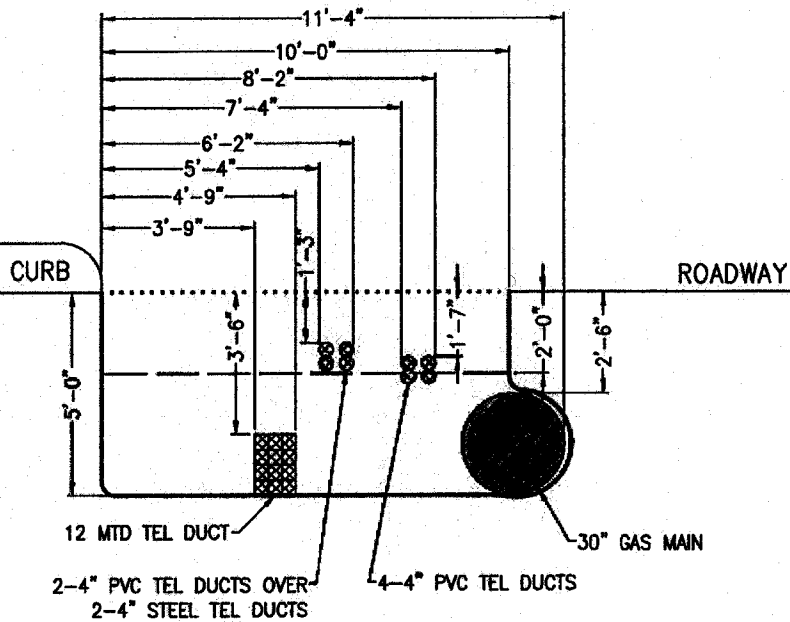 11'-4"
10'-0"
8'-2"
7'-4"
6'-2"
5'-4"
4'-9"
3'-9"
1'-3"
CURB
ROADWAY
5'-0"
3'-6"
1'-7"
2'-0"
2'-6"
12 MTD TEL DUCT
30" GAS MAIN
2-4" PVC TEL DUCTS OVER
2-4" STEEL TEL DUCTS
4-4" PVC TEL DUCTS